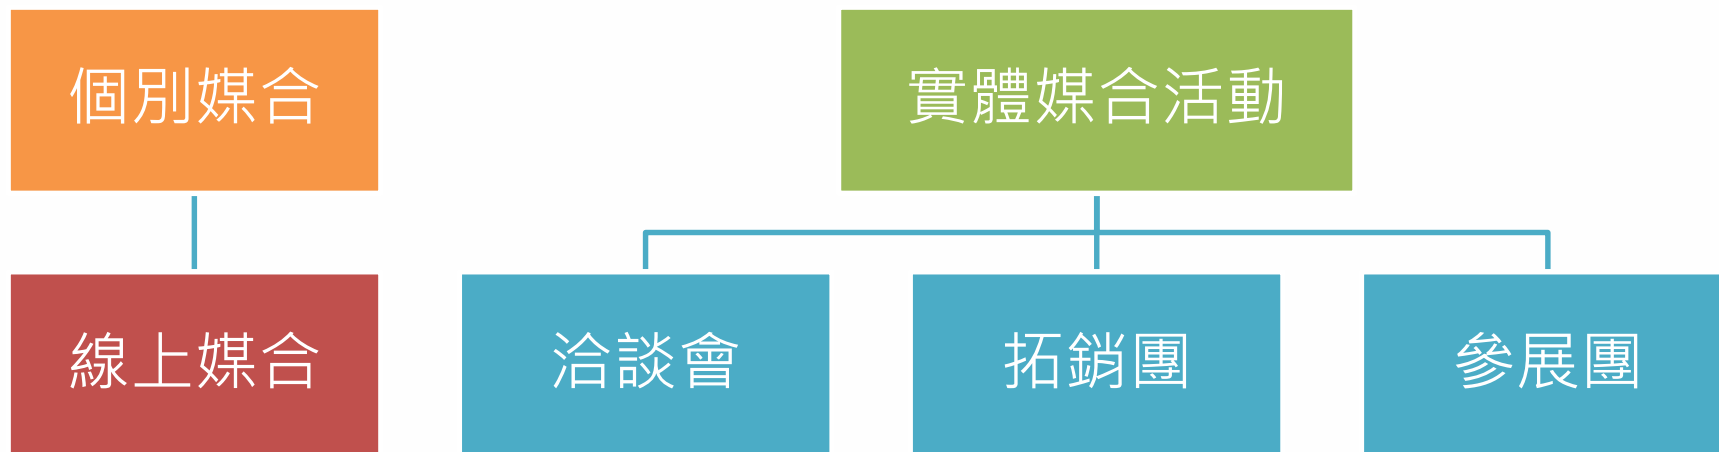 個別媒合
實體媒合活動
線上媒合
洽談會
拓銷團
參展團